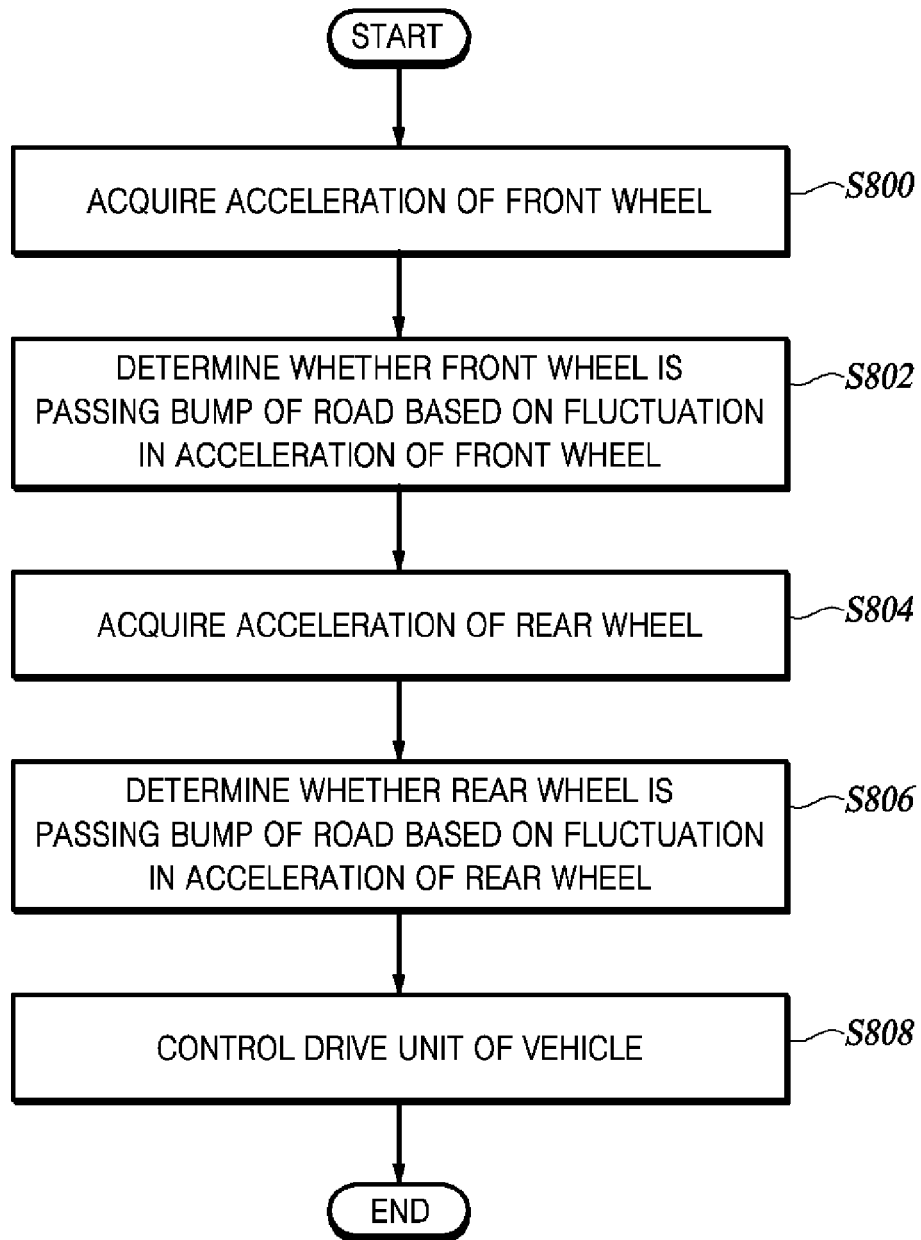 START
ACQUIRE ACCELERATION OF FRONT WHEEL
S800
DETERMINE WHETHER FRONT WHEEL IS
PASSING BUMP OF ROAD BASED ON FLUCTUATION
IN ACCELERATION OF FRONT WHEEL
S802
ACQUIRE ACCELERATION OF REAR WHEEL
S804
DETERMINE WHETHER REAR WHEEL IS
PASSING BUMP OF ROAD BASED ON FLUCTUATION
IN ACCELERATION OF REAR WHEEL
S806
CONTROL DRIVE UNIT OF VEHICLE
S808
END